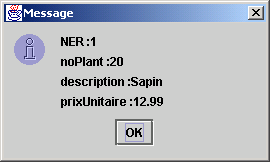 Message
NER :1
noPlant :20
description :Sapin
prixUnitaire :12.99
OK